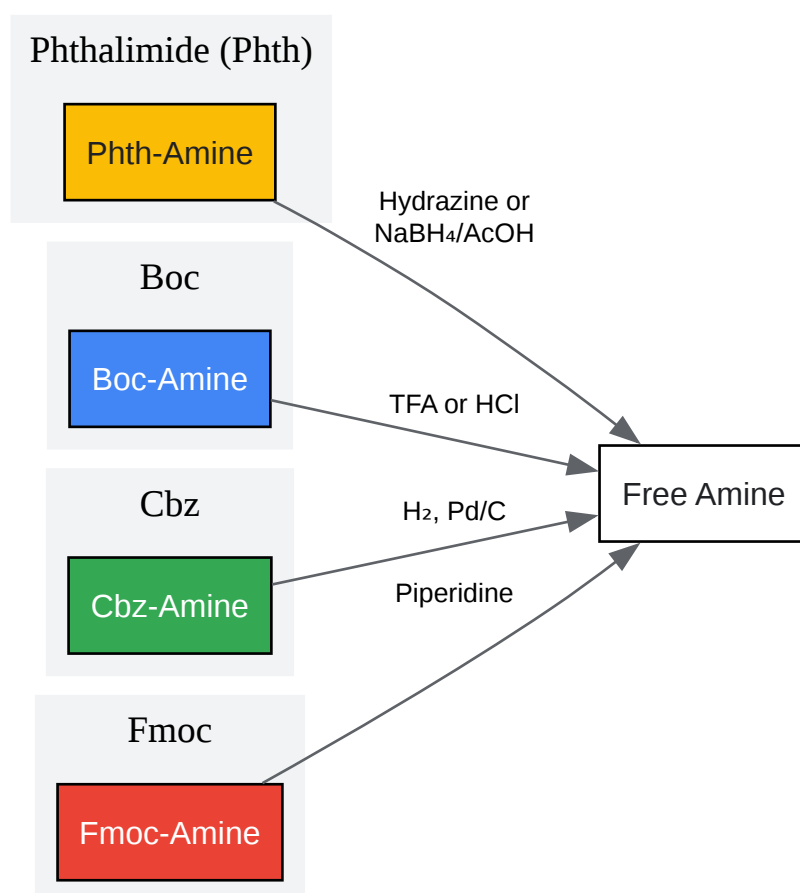 Phthalimide (Phth)
Phth-Amine
Hydrazine or
NaBH₄/AcOH
Boc
Boc-Amine
TFA or HCl
Free Amine
Cbz
H₂, Pd/C
Cbz-Amine
Piperidine
Fmoc
Fmoc-Amine